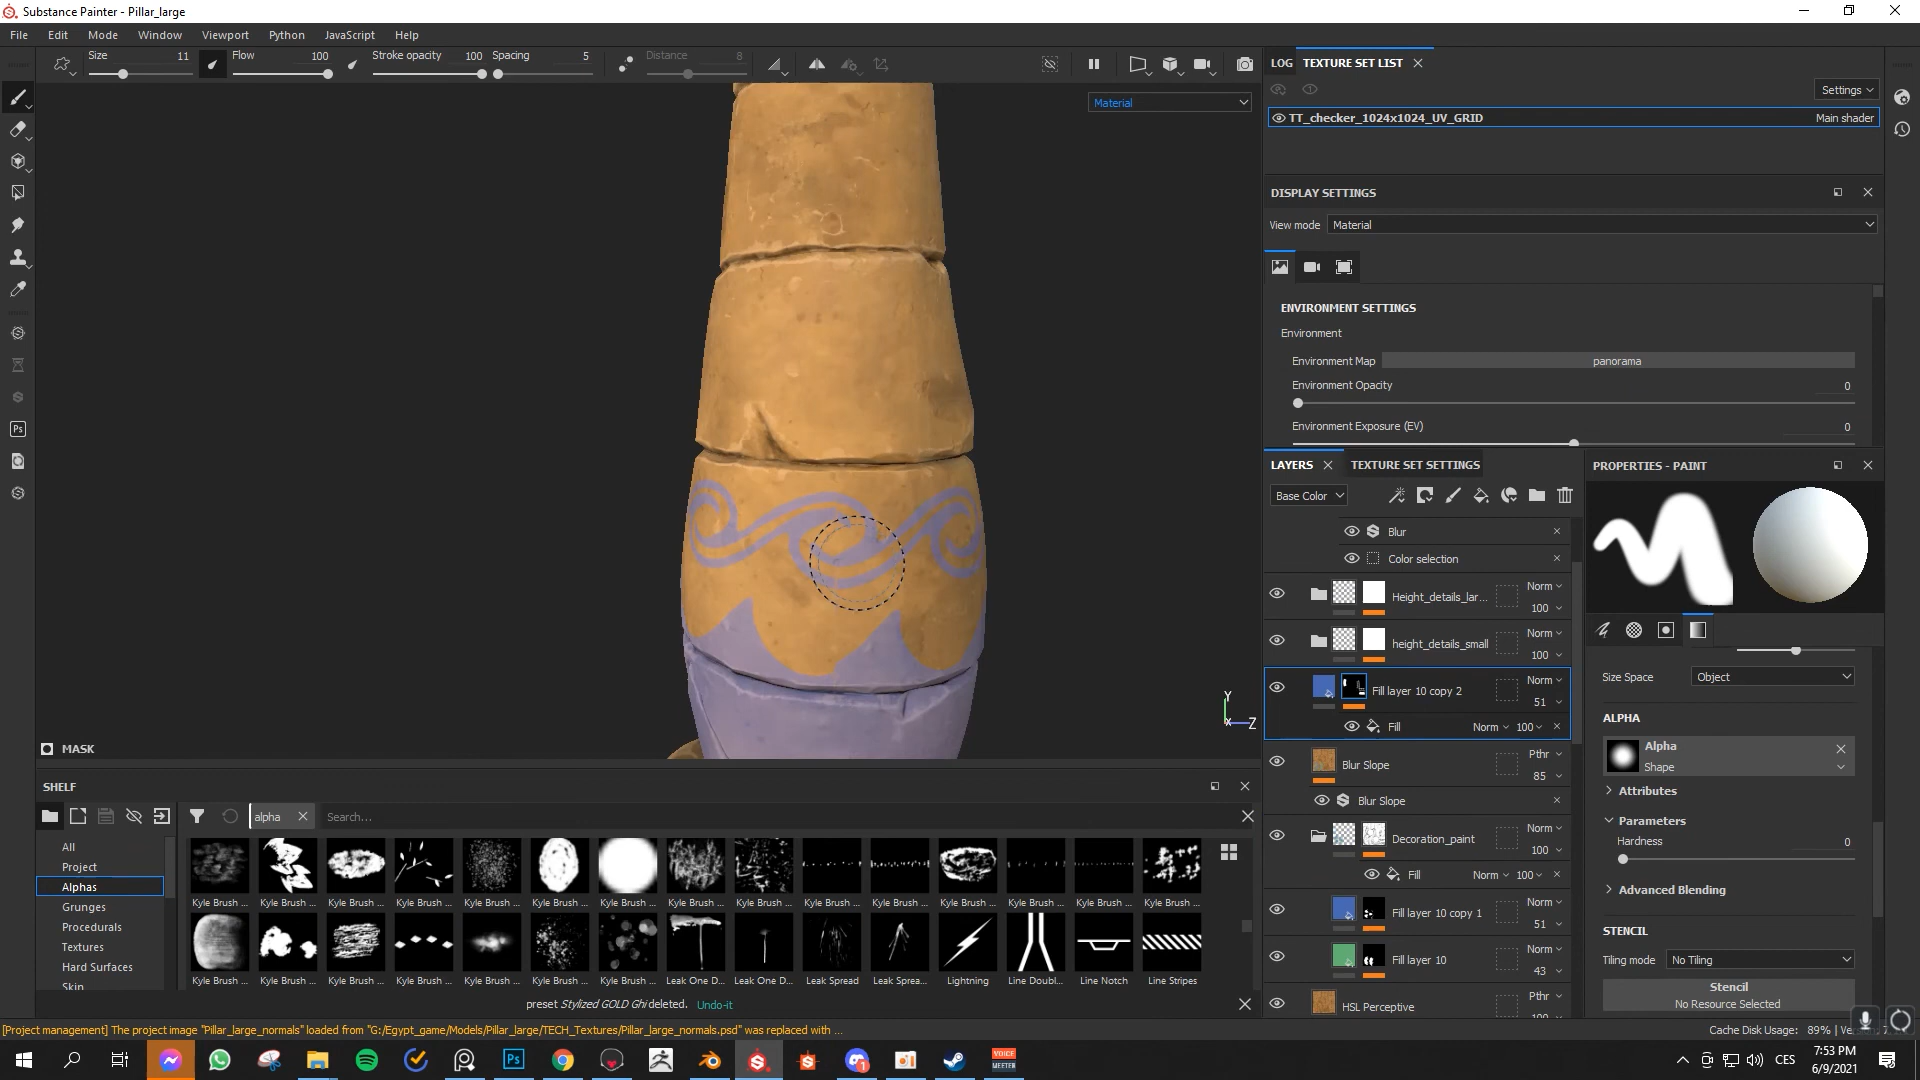 Substance Painter - Pillar_large
File Edit Mode Window Viewport Python JavaScript Help
Size 11 Flow 100 Stroke opacity 100 Spacing 5 Distance 8
Material
LOG TEXTURE SET LIST
Settings
TT_checker_1024x1024_UV_GRID Main shader
DISPLAY SETTINGS
View mode Material
ENVIRONMENT SETTINGS
Environment
Environment Map panorama
Environment Opacity 0
Environment Exposure (EV) 0
LAYERS TEXTURE SET SETTINGS
Base Color
Blur
Color selection
Height_details_lar... Norm 100
height_details_small Norm 100
Fill layer 10 copy 2 Norm 51
Fill Norm 100
Blur Slope Pthr 85
Blur Slope
Decoration_paint Norm 100
Fill Norm 100
Fill layer 10 copy 1 Norm 51
Fill layer 10 Norm 43
HSL Perceptive Pthr
PROPERTIES - PAINT
Size Space Object
ALPHA
Alpha
Shape
Attributes
Parameters
Hardness 0
Advanced Blending
STENCIL
Tiling mode No Tiling
Stencil
No Resource Selected
Y
X Z
MASK
SHELF
alpha Search...
All
Project
Alphas
Grunges
Procedurals
Textures
Hard Surfaces
Skin
Kyle Brush ... Kyle Brush ... Kyle Brush ... Kyle Brush ... Kyle Brush ... Kyle Brush ... Kyle Brush ... Kyle Brush ... Kyle Brush ... Kyle Brush ... Kyle Brush ... Kyle Brush ... Kyle Brush ... Kyle Brush ... Kyle Brush ...
Kyle Brush ... Kyle Brush ... Kyle Brush ... Kyle Brush ... Kyle Brush ... Kyle Brush ... Kyle Brush ... Leak One D... Leak One D... Leak Spread Leak Sprea... Lightning Line Doubl... Line Notch Line Stripes
preset Stylized GOLD Ghi deleted. Undo-it
[Project management] The project image "Pillar_large_normals" loaded from "G:/Egypt_game/Models/Pillar_large/TECH_Textures/Pillar_large_normals.psd" was replaced with ...
Cache Disk Usage: 89%
Ps
VOICE MEETER
CES
7:53 PM
6/9/2021